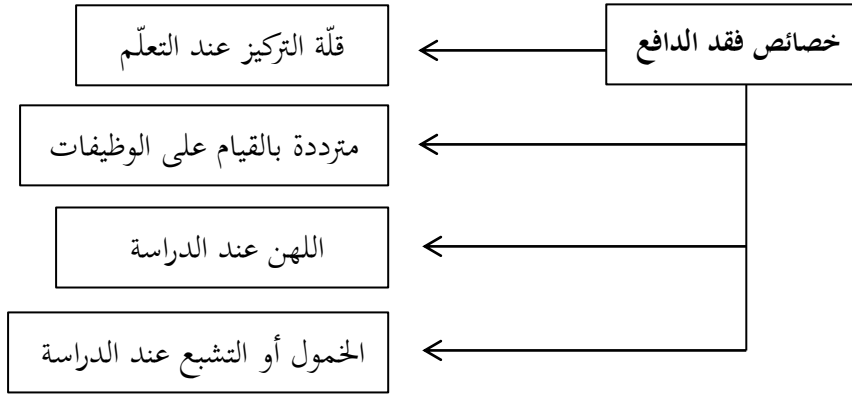 خصائص فقد الدافع
قلّة التركيز عند التعلّم
مترددة بالقيام على الوظيفات
اللهن عند الدراسة
الخمول أو التشبع عند الدراسة